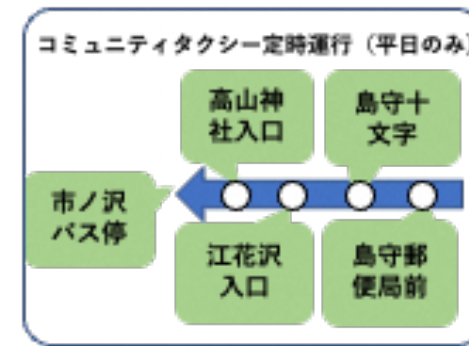 コミュニティタクシー定時運行（平日のみ）
高山神
社入口
島守十
文字
市ノ沢
バス停
江花沢
入口
島守郵
便局前